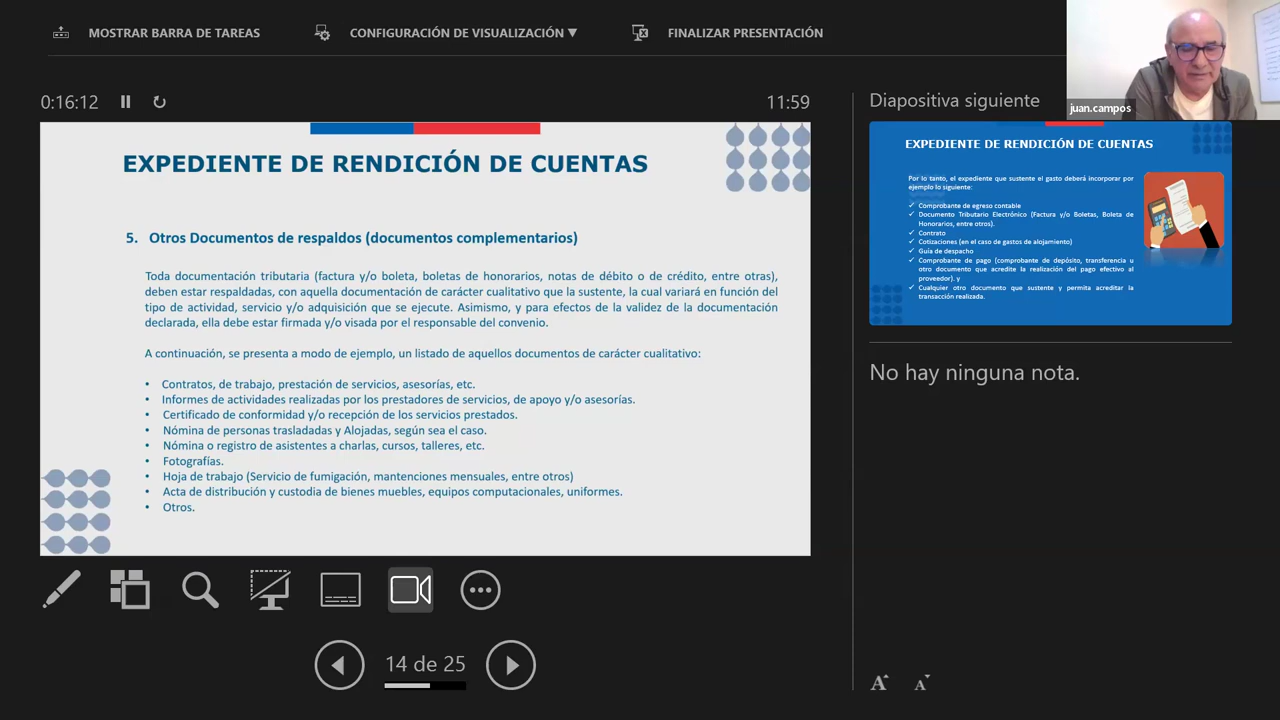 MOSTRAR BARRA DE TAREAS
CONFIGURACIÓN DE VISUALIZACIÓN ▼
FINALIZAR PRESENTACIÓN
juan.campos
0:16:12
11:59
EXPEDIENTE DE RENDICIÓN DE CUENTAS
5. Otros Documentos de respaldos (documentos complementarios)
Toda documentación tributaria (factura y/o boleta, boletas de honorarios, notas de débito o de crédito, entre otras),
deben estar respaldadas, con aquella documentación de carácter cualitativo que la sustente, la cual variará en función del
tipo de actividad, servicio y/o adquisición que se ejecute. Asimismo, y para efectos de la validez de la documentación
declarada, ella debe estar firmada y/o visada por el responsable del convenio.
A continuación, se presenta a modo de ejemplo, un listado de aquellos documentos de carácter cualitativo:
• Contratos, de trabajo, prestación de servicios, asesorías, etc.
• Informes de actividades realizadas por los prestadores de servicios, de apoyo y/o asesorías.
• Certificado de conformidad y/o recepción de los servicios prestados.
• Nómina de personas trasladadas y Alojadas, según sea el caso.
• Nómina o registro de asistentes a charlas, cursos, talleres, etc.
• Fotografías.
• Hoja de trabajo (Servicio de fumigación, mantenciones mensuales, entre otros)
• Acta de distribución y custodia de bienes muebles, equipos computacionales, uniformes.
• Otros.
14 de 25
Diapositiva siguiente
EXPEDIENTE DE RENDICIÓN DE CUENTAS
Por lo tanto, el expediente que sustente el gasto deberá incorporar por
ejemplo lo siguiente:
✓ Comprobante de egreso contable
✓ Documento Tributario Electrónico (Factura y/o Boletas, Boleta de
Honorarios, entre otros).
✓ Contrato
✓ Cotizaciones (en el caso de gastos de alojamiento)
✓ Guía de despacho
✓ Comprobante de pago (comprobante de depósito, transferencia u
otro documento que acredite la realización del pago efectivo al
proveedor). y
✓ Cualquier otro documento que sustente y permita acreditar la
transacción realizada.
No hay ninguna nota.
A A